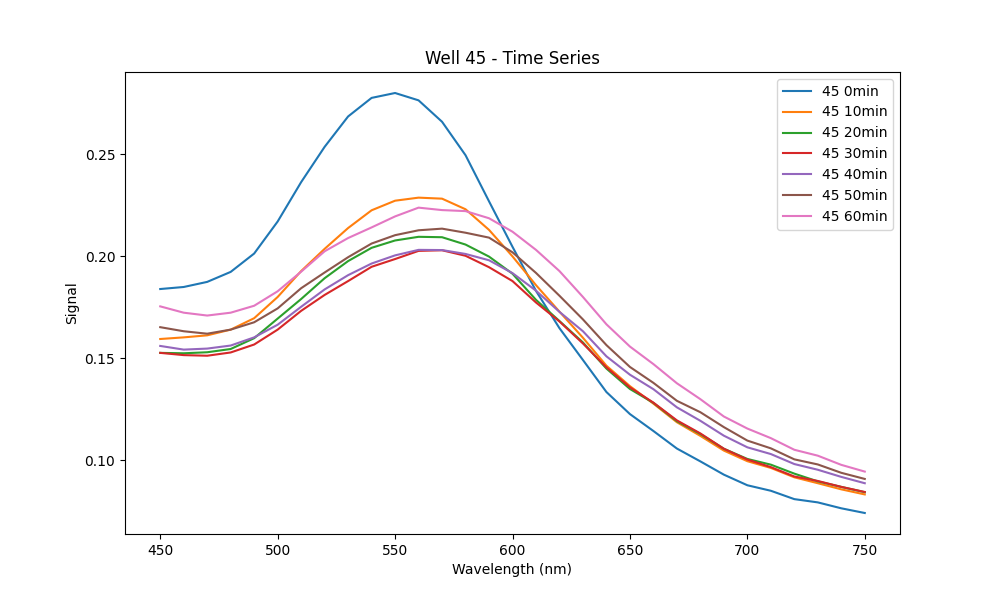 Well 45 - Time Series
45 0min
45 10min
45 20min
45 30min
45 40min
45 50min
45 60min
Signal
0.25
0.20
0.15
0.10
450 500 550 600 650 700 750
Wavelength (nm)